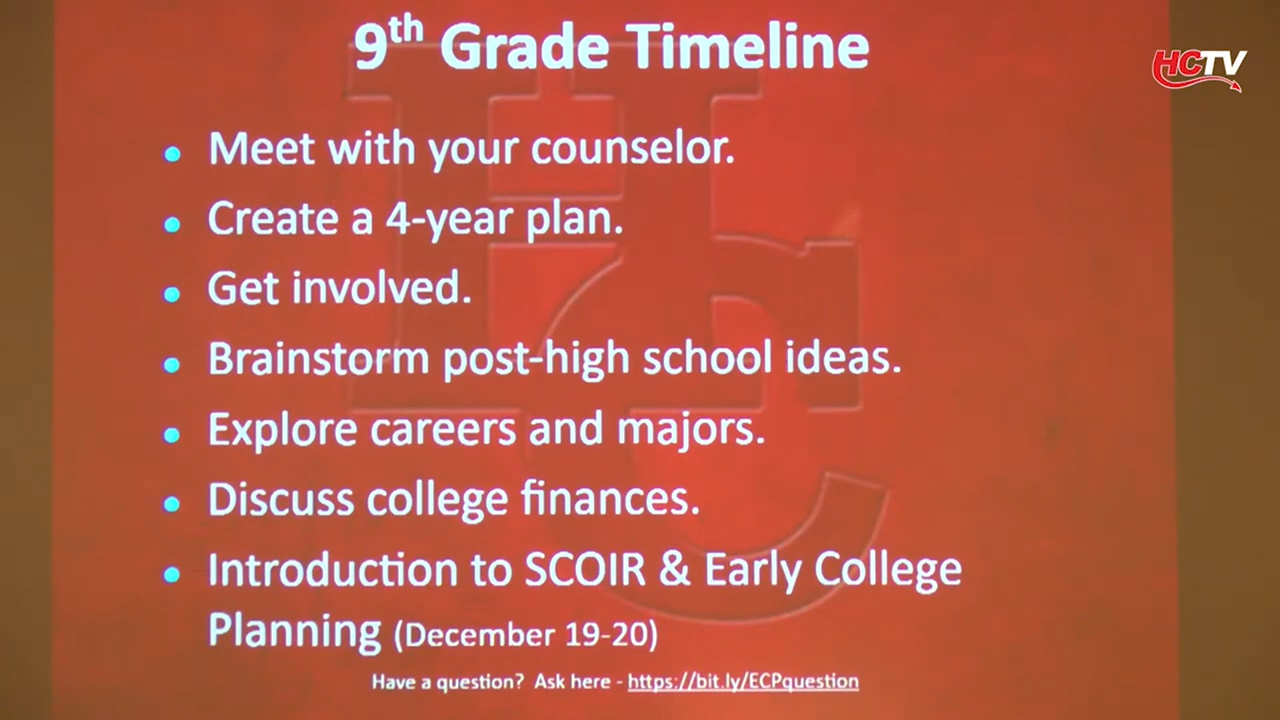 9th Grade Timeline
HCTV
• Meet with your counselor.
• Create a 4-year plan.
• Get involved.
• Brainstorm post-high school ideas.
• Explore careers and majors.
• Discuss college finances.
• Introduction to SCOIR & Early College
Planning (December 19-20)
Have a question? Ask here - https://bit.ly/ECPquestion